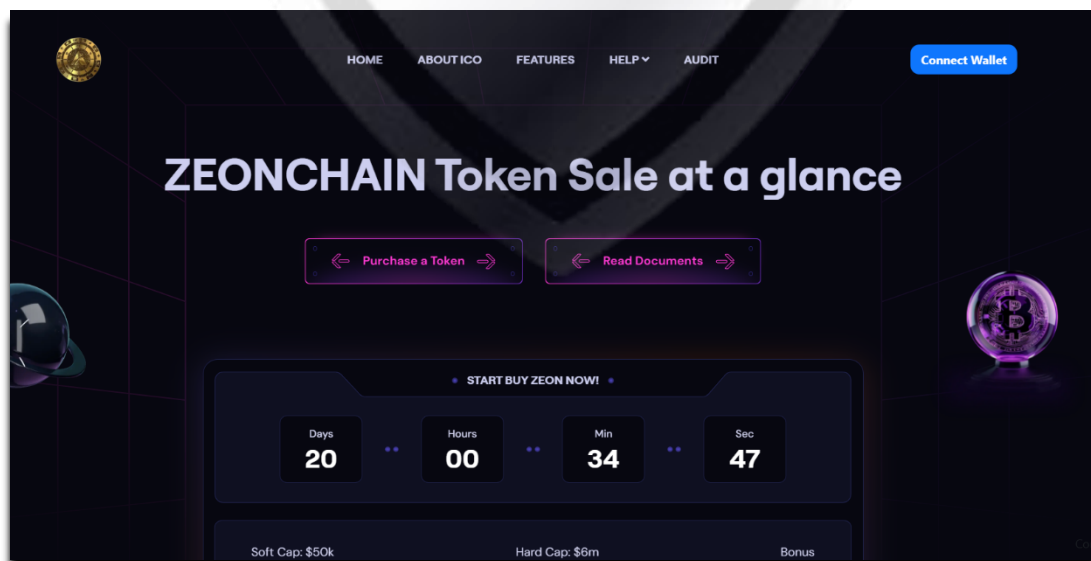 HOME ABOUT ICO FEATURES HELP AUDIT Connect Wallet
ZEONCHAIN Token Sale at a glance
Purchase a Token Read Documents
START BUY ZEON NOW!
Days Hours Min Sec
20 00 34 47
Soft Cap: $50k Hard Cap: $6m Bonus